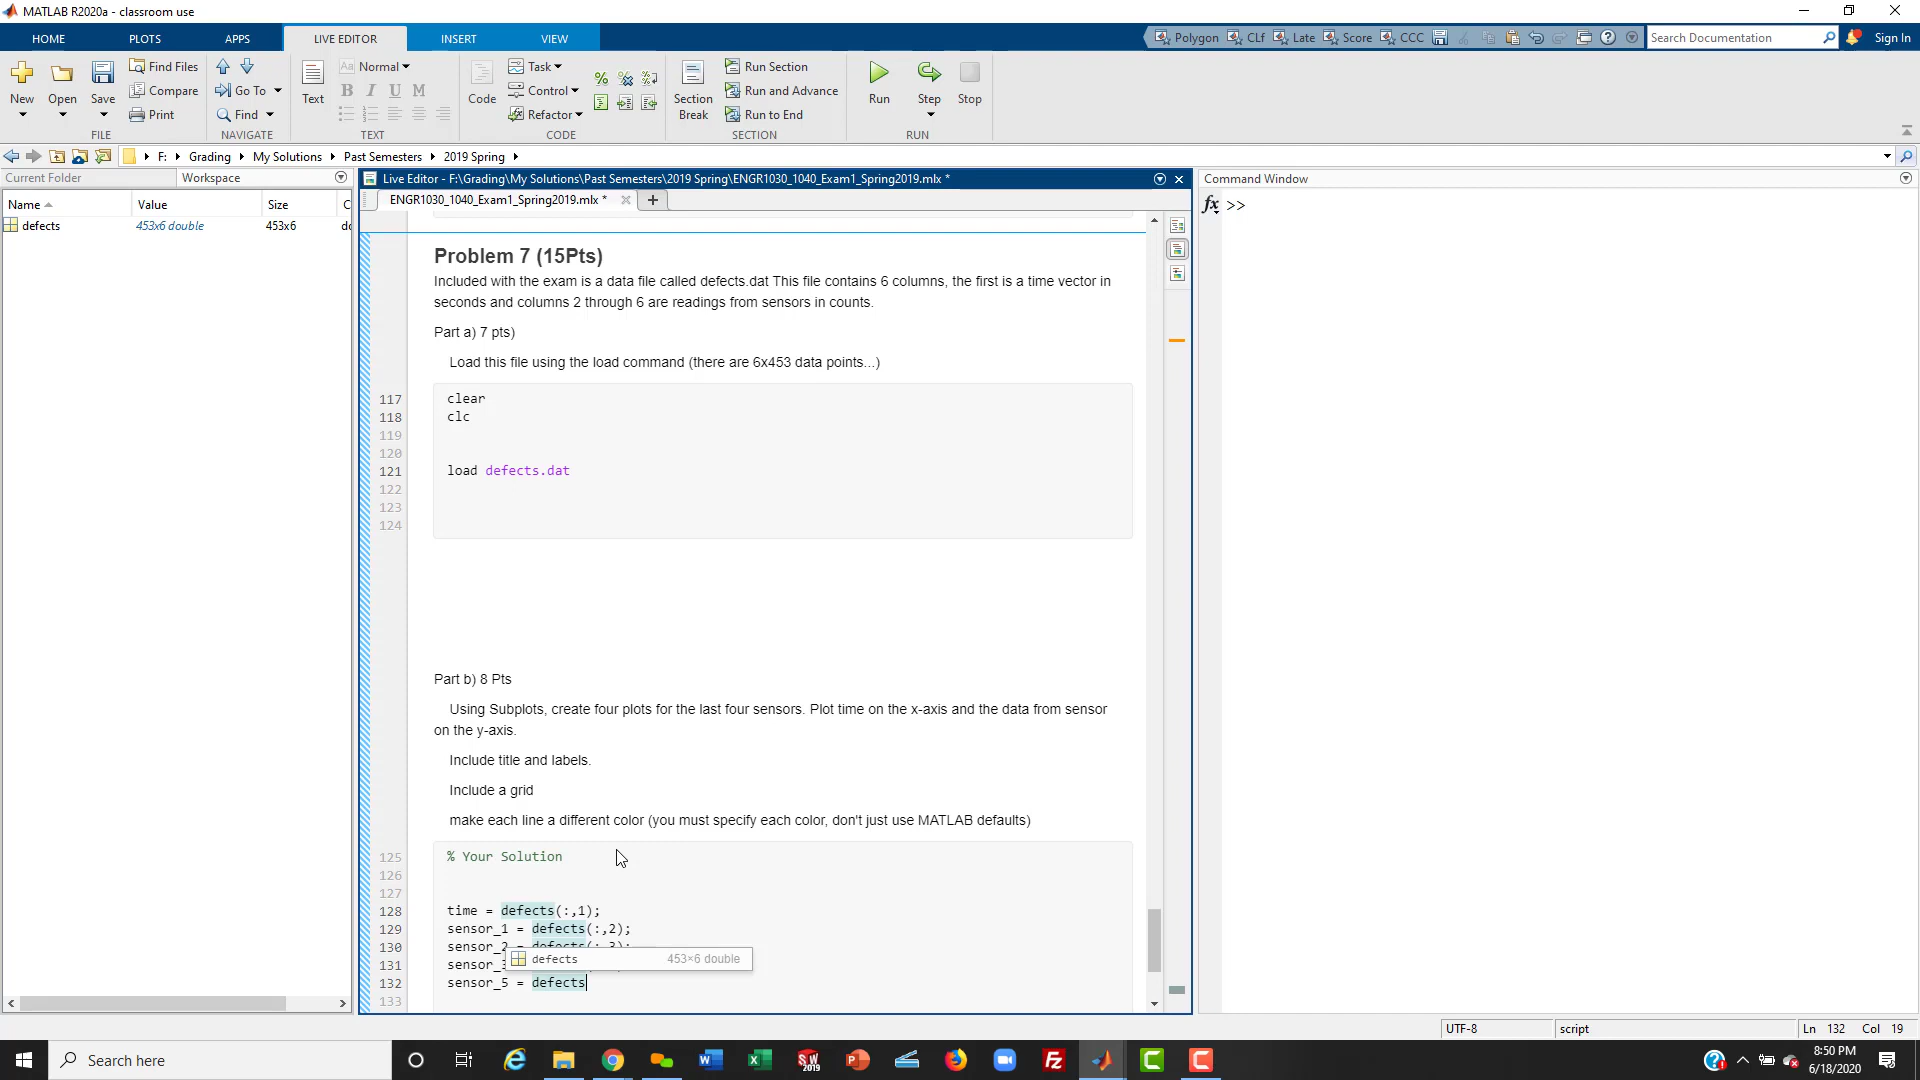 MATLAB R2020a - classroom use
HOME PLOTS APPS LIVE EDITOR INSERT VIEW
Polygon CLf Late Score CCC
Search Documentation
Sign In
New Open Save
Find Files
Compare
Print
FILE
Go To
Find
NAVIGATE
Text
Aa Normal
B I U M
TEXT
Code
Task
Control
Refactor
CODE
Section
Break
Run Section
Run and Advance
Run to End
SECTION
Run Step Stop
RUN
F: Grading My Solutions Past Semesters 2019 Spring
Current Folder Workspace
Name Value Size C
defects 453x6 double 453x6 do
Live Editor - F:\Grading\My Solutions\Past Semesters\2019 Spring\ENGR1030_1040_Exam1_Spring2019.mlx *
ENGR1030_1040_Exam1_Spring2019.mlx *
Problem 7 (15Pts)
Included with the exam is a data file called defects.dat This file contains 6 columns, the first is a time vector in
seconds and columns 2 through 6 are readings from sensors in counts.
Part a) 7 pts)
Load this file using the load command (there are 6x453 data points...)
117 clear
118 clc
119
120
121 load defects.dat
122
123
124
Part b) 8 Pts
Using Subplots, create four plots for the last four sensors. Plot time on the x-axis and the data from sensor
on the y-axis.
Include title and labels.
Include a grid
make each line a different color (you must specify each color, don't just use MATLAB defaults)
125 % Your Solution
126
127
128 time = defects(:,1);
129 sensor_1 = defects(:,2);
130 sensor_2 = defects(:,3);
defects 453×6 double
131 sensor_3
132 sensor_5 = defects
133
Command Window
fx >>
UTF-8 script Ln 132 Col 19
Search here
8:50 PM
6/18/2020